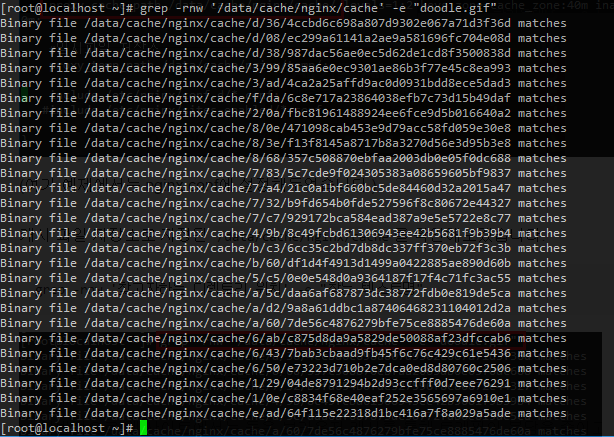 [root@localhost ~]# grep -rnw '/data/cache/nginx/cache' -e "doodle.gif"
Binary file /data/cache/nginx/cache/d/36/4ccbd6c698a807d9302e067a71d3f36d matches
Binary file /data/cache/nginx/cache/d/08/ec299a61141a2ae9a581696fc704e08d matches
Binary file /data/cache/nginx/cache/d/38/987dac56ae0ec5d62de1cd8f3500838d matches
Binary file /data/cache/nginx/cache/3/99/85aa6e0ec9301ae86b3f77e45c8ea993 matches
Binary file /data/cache/nginx/cache/3/ad/4ca2a25affd9ac0d0931bdd8ece5dad3 matches
Binary file /data/cache/nginx/cache/f/da/6c8e717a23864038efb7c73d15b49daf matches
Binary file /data/cache/nginx/cache/2/0a/fbc81961488924ee6fce9d5b016640a2 matches
Binary file /data/cache/nginx/cache/8/0e/471098cab453e9d79acc58fd059e30e8 matches
Binary file /data/cache/nginx/cache/8/3e/f13f8145a8717b8a3270d56e3d95b3e8 matches
Binary file /data/cache/nginx/cache/8/68/357c508870ebfaa2003db0e05f0dc688 matches
Binary file /data/cache/nginx/cache/7/83/5c7cde9f024305383a08659605bf9837 matches
Binary file /data/cache/nginx/cache/7/a4/21c0a1bf660bc5de84460d32a2015a47 matches
Binary file /data/cache/nginx/cache/7/32/b9fd654b0fde527596f8c80672e44327 matches
Binary file /data/cache/nginx/cache/7/c7/929172bca584ead387a9e5e5722e8c77 matches
Binary file /data/cache/nginx/cache/4/9b/8c49fcbd61306943ee42b5681f9b39b4 matches
Binary file /data/cache/nginx/cache/b/c3/6cc35c2bd7db8dc337ff370eb72f3c3b matches
Binary file /data/cache/nginx/cache/b/60/df1d4f4913d1499a0422885ae890d60b matches
Binary file /data/cache/nginx/cache/5/c5/0e0e548d0a9364187f17f4c71fc3ac55 matches
Binary file /data/cache/nginx/cache/a/5c/daa6af687873dc38772fdb0e819de5ca matches
Binary file /data/cache/nginx/cache/a/d2/9a8a61ddbc1a87406468231104012d2a matches
Binary file /data/cache/nginx/cache/a/60/7de56c4876279bfe75ce8885476de60a matches
Binary file /data/cache/nginx/cache/6/ab/c875d8da9a5829de50088af23dfccab6 matches
Binary file /data/cache/nginx/cache/6/43/7bab3cbaad9fb45f6c76c429c61e5436 matches
Binary file /data/cache/nginx/cache/6/50/e73223d710b2e7dca0ed8d80760c2506 matches
Binary file /data/cache/nginx/cache/1/29/04de8791294b2d93ccfff0d7eee76291 matches
Binary file /data/cache/nginx/cache/1/0e/c8834f68e40eaf252e3565697a6910e1 matches
Binary file /data/cache/nginx/cache/e/ad/64f115e22318d1bc416a7f8a029a5ade matches
[root@localhost ~]#